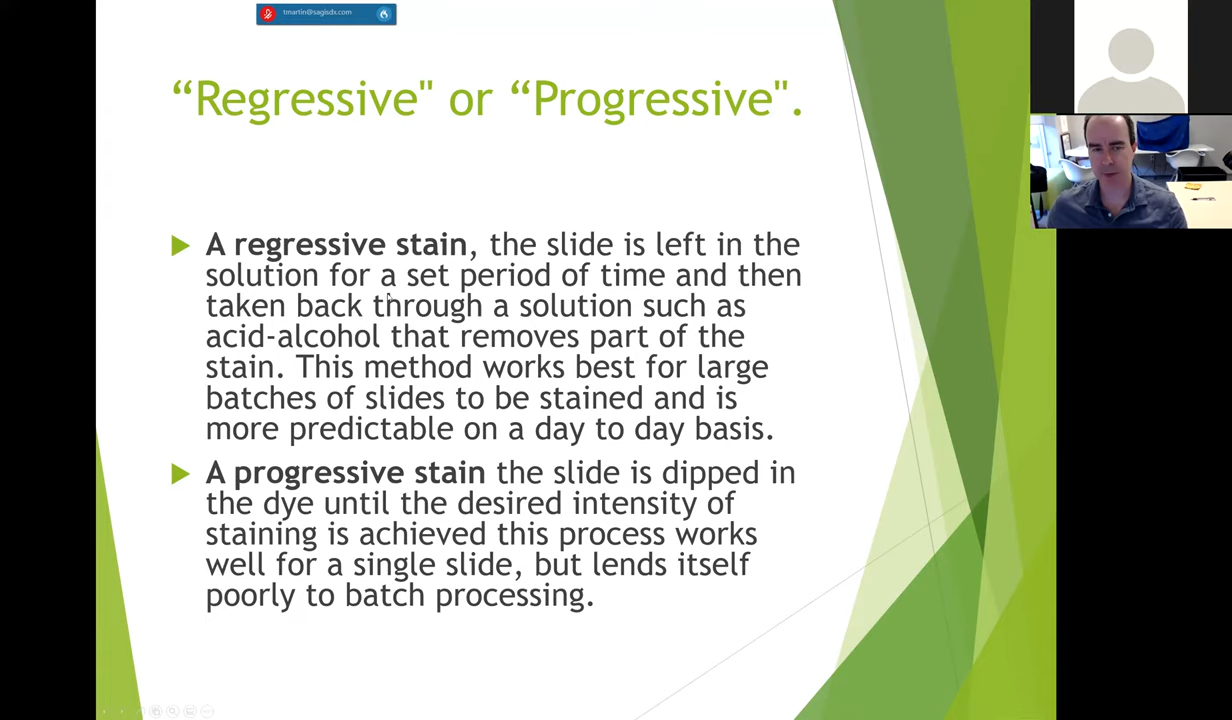 tmartin@sagisdx.com
“Regressive" or “Progressive".
A regressive stain, the slide is left in the
solution for a set period of time and then
taken back through a solution such as
acid-alcohol that removes part of the
stain. This method works best for large
batches of slides to be stained and is
more predictable on a day to day basis.
A progressive stain the slide is dipped in
the dye until the desired intensity of
staining is achieved this process works
well for a single slide, but lends itself
poorly to batch processing.